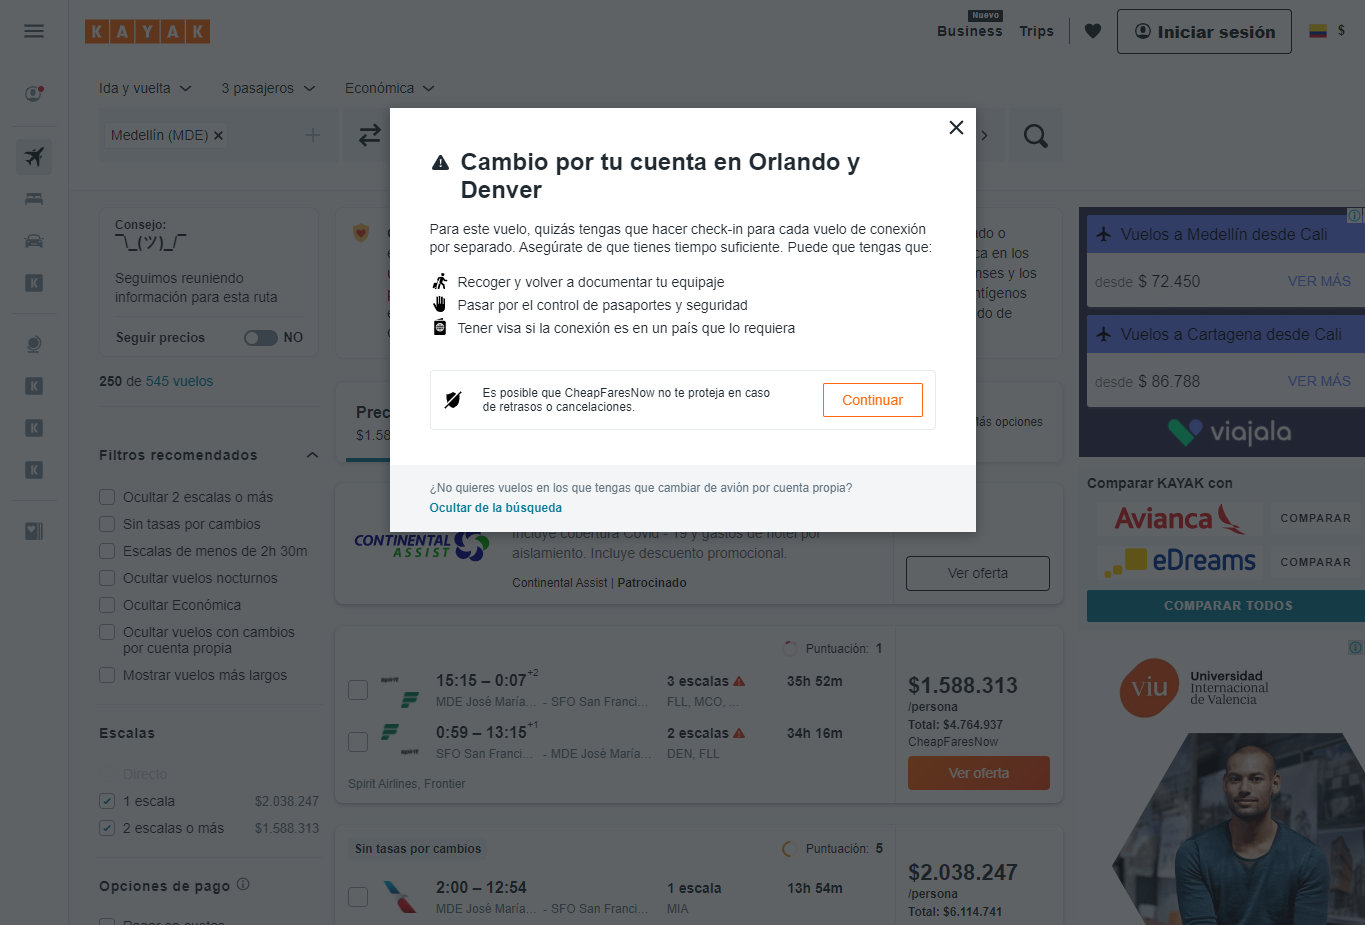 KAYAK
Nuevo
Business
Trips
Iniciar sesión
$
Ida y vuelta
3 pasajeros
Económica
Medellín (MDE)
Cambio por tu cuenta en Orlando y
Denver
Para este vuelo, quizás tengas que hacer check-in para cada vuelo de conexión
por separado. Asegúrate de que tienes tiempo suficiente. Puede que tengas que:
Recoger y volver a documentar tu equipaje
Pasar por el control de pasaportes y seguridad
Tener visa si la conexión es en un país que lo requiera
Es posible que CheapFaresNow no te proteja en caso
de retrasos o cancelaciones.
Continuar
¿No quieres vuelos en los que tengas que cambiar de avión por cuenta propia?
Ocultar de la búsqueda
Consejo:
¯\_(ツ)_/¯
Seguimos reuniendo
información para esta ruta
Seguir precios
NO
250 de 545 vuelos
Filtros recomendados
Ocultar 2 escalas o más
Sin tasas por cambios
Escalas de menos de 2h 30m
Ocultar vuelos nocturnos
Ocultar Económica
Ocultar vuelos con cambios
por cuenta propia
Mostrar vuelos más largos
Escalas
Directo
1 escala
$2.038.247
2 escalas o más
$1.588.313
Opciones de pago
Pagar en cuotas
CONTINENTAL
ASSIST
Incluye cobertura Covid - 19 y gastos de hotel por
aislamiento. Incluye descuento promocional.
Continental Assist | Patrocinado
Ver oferta
Más opciones
Puntuación: 1
15:15 – 0:07+2
MDE José María... - SFO San Franci...
3 escalas
FLL, MCO, ...
35h 52m
0:59 – 13:15+1
SFO San Franci... - MDE José María...
2 escalas
DEN, FLL
34h 16m
spirit
spirit
Spirit Airlines, Frontier
$1.588.313
/persona
Total: $4.764.937
CheapFaresNow
Ver oferta
Sin tasas por cambios
Puntuación: 5
2:00 – 12:54
MDE José María... - SFO San Franci...
1 escala
MIA
13h 54m
$2.038.247
/persona
Total: $6.114.741
Vuelos a Medellín desde Cali
desde $ 72.450
VER MÁS
Vuelos a Cartagena desde Cali
desde $ 86.788
VER MÁS
viajala
Comparar KAYAK con
Avianca
COMPARAR
eDreams
COMPARAR
COMPARAR TODOS
viu
Universidad
Internacional
de Valencia